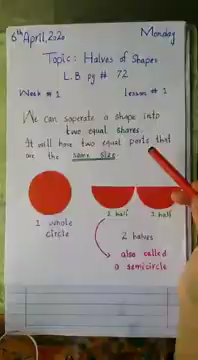 6th April, 2020
Monday
Topic: Halves of Shapes
L.B pg # 72
Week # 1
Lesson # 1
We can seperate a shape into
two equal shares.
It will have two equal parts that
are the same size.
1 half
1 half
1 whole
circle
2 halves
also called
a semicircle